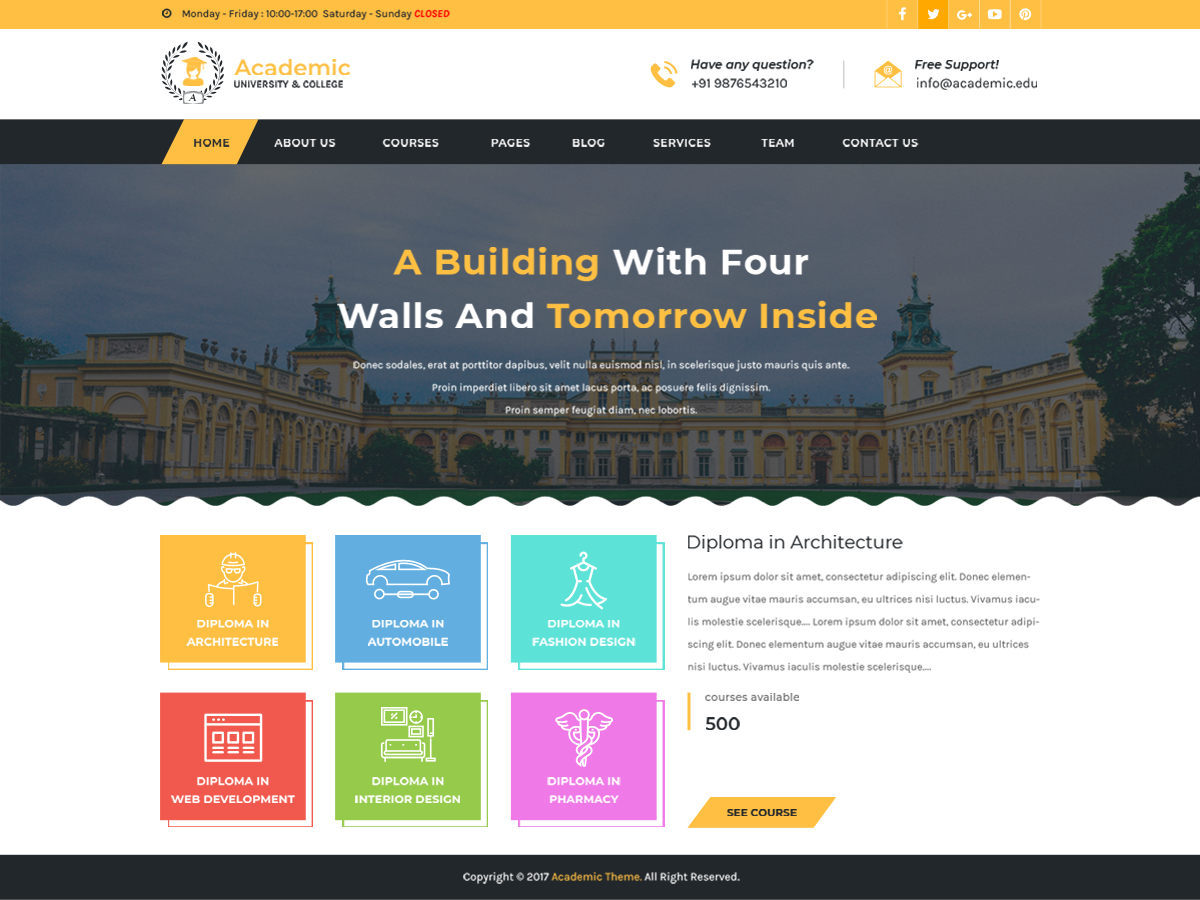 Monday - Friday : 10:00-17:00 Saturday - Sunday CLOSED
Academic
UNIVERSITY & COLLEGE
A
Have any question?
+91 9876543210
Free Support!
info@academic.edu
HOME ABOUT US COURSES PAGES BLOG SERVICES TEAM CONTACT US
A Building With Four
Walls And Tomorrow Inside
Donec sodales, erat at porttitor dapibus, velit nulla euismod nisl, in scelerisque justo mauris quis ante.
Proin imperdiet libero sit amet lacus porta, ac posuere felis dignissim.
Proin semper feugiat diam, nec lobortis.
DIPLOMA IN
ARCHITECTURE
DIPLOMA IN
AUTOMOBILE
DIPLOMA IN
FASHION DESIGN
DIPLOMA IN
WEB DEVELOPMENT
DIPLOMA IN
INTERIOR DESIGN
DIPLOMA IN
PHARMACY
Diploma in Architecture
Lorem ipsum dolor sit amet, consectetur adipiscing elit. Donec elemen-
tum augue vitae mauris accumsan, eu ultrices nisi luctus. Vivamus iacu-
lis molestie scelerisque.... Lorem ipsum dolor sit amet, consectetur adipi-
scing elit. Donec elementum augue vitae mauris accumsan, eu ultrices
nisi luctus. Vivamus iaculis molestie scelerisque....
courses available
500
SEE COURSE
Copyright © 2017 Academic Theme. All Right Reserved.